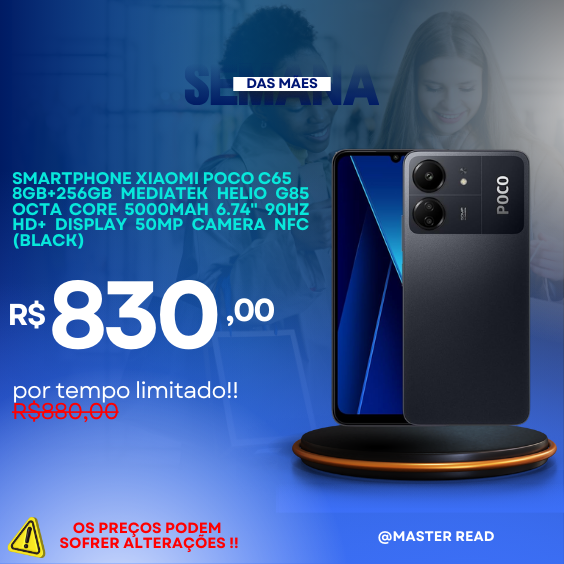 SEMANA
DAS MAES
SMARTPHONE XIAOMI POCO C65
8GB+256GB MEDIATEK HELIO G85
OCTA CORE 5000MAH 6.74" 90HZ
HD+ DISPLAY 50MP CAMERA NFC
(BLACK)
POCO
R$830,00
por tempo limitado!!
R$880,00
OS PREÇOS PODEM
SOFRER ALTERAÇÕES !!
@MASTER READ